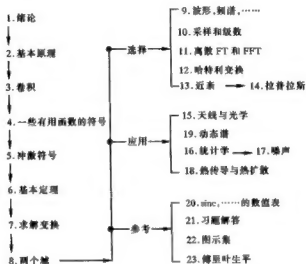 1.绪论
2.基本原理
3.卷积
4.一些有用函数的符号
5.冲激符号
6.基本定理
7.求解变换
8.两个域
选择
9.波形,频谱,……
10.采样和级数
11.离散 FT 和 FFT
12.哈特利变换
13.近奏 14.拉普拉斯
应用
15.天线与光学
19.动态谱
16.统计学 17.噪声
18.热传导与热扩散
参考
20.sinc,……的数值表
21.习题解答
22.图示集
23.傅里叶生平